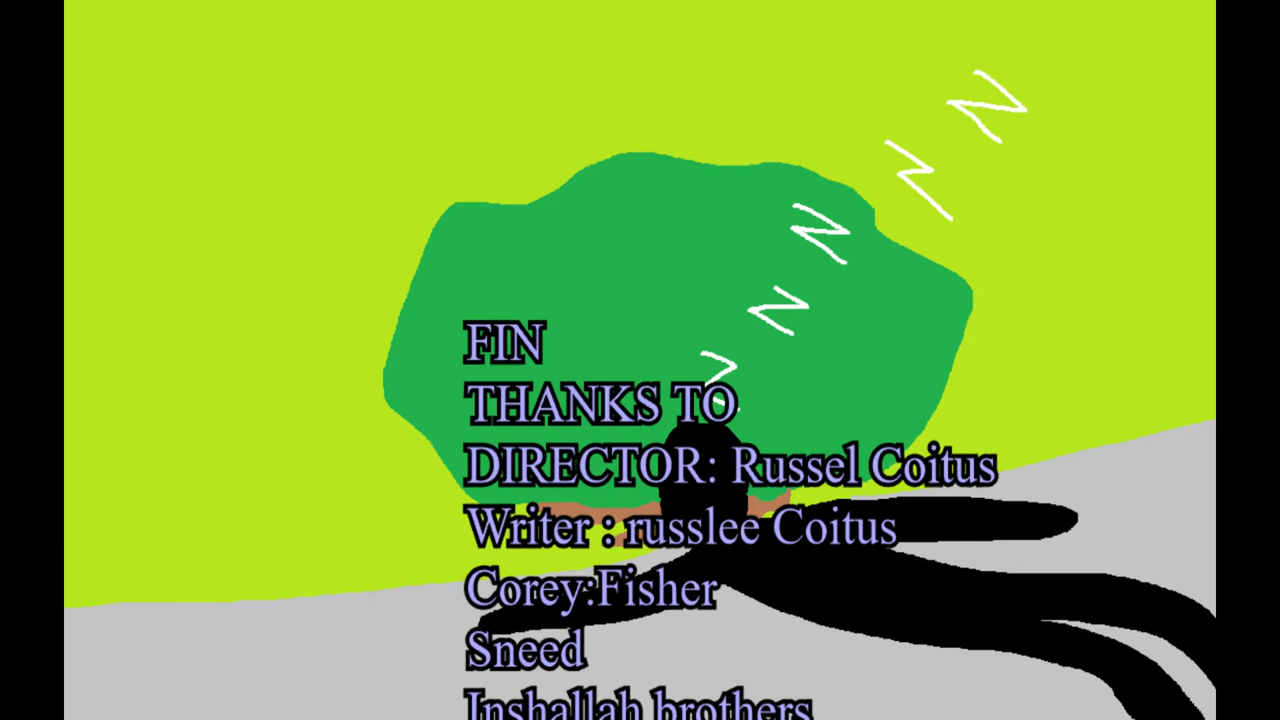 FIN
THANKS TO
DIRECTOR: Russel Coitus
Writer : russlee Coitus
Corey:Fisher
Sneed
Inshallah brothers